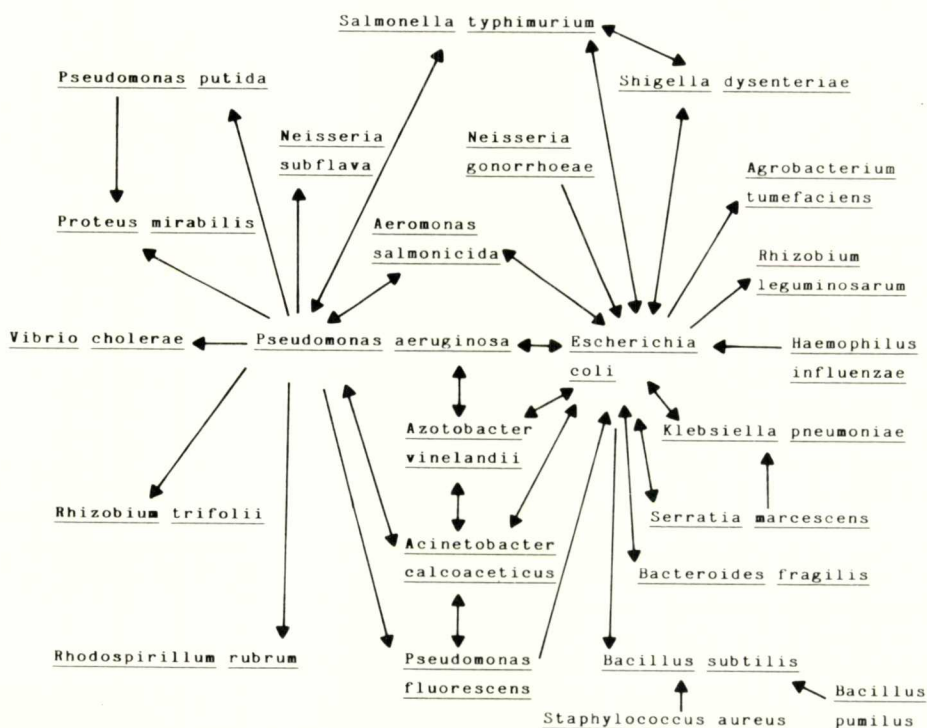 Salmonella typhimurium
Pseudomonas putida
Shigella dysenteriae
Neisseria
subflava
Neisseria
gonorrhoeae
Agrobacterium
tumefaciens
Proteus mirabilis
Aeromonas
salmonicida
Rhizobium
leguminosarum
Vibrio cholerae
Pseudomonas aeruginosa
Escherichia
coli
Haemophilus
influenzae
Azotobacter
vinelandii
Klebsiella pneumoniae
Rhizobium trifolii
Serratia marcescens
Acinetobacter
calcoaceticus
Bacteroides fragilis
Rhodospirillum rubrum
Pseudomonas
fluorescens
Bacillus subtilis
Bacillus
pumilus
Staphylococcus aureus